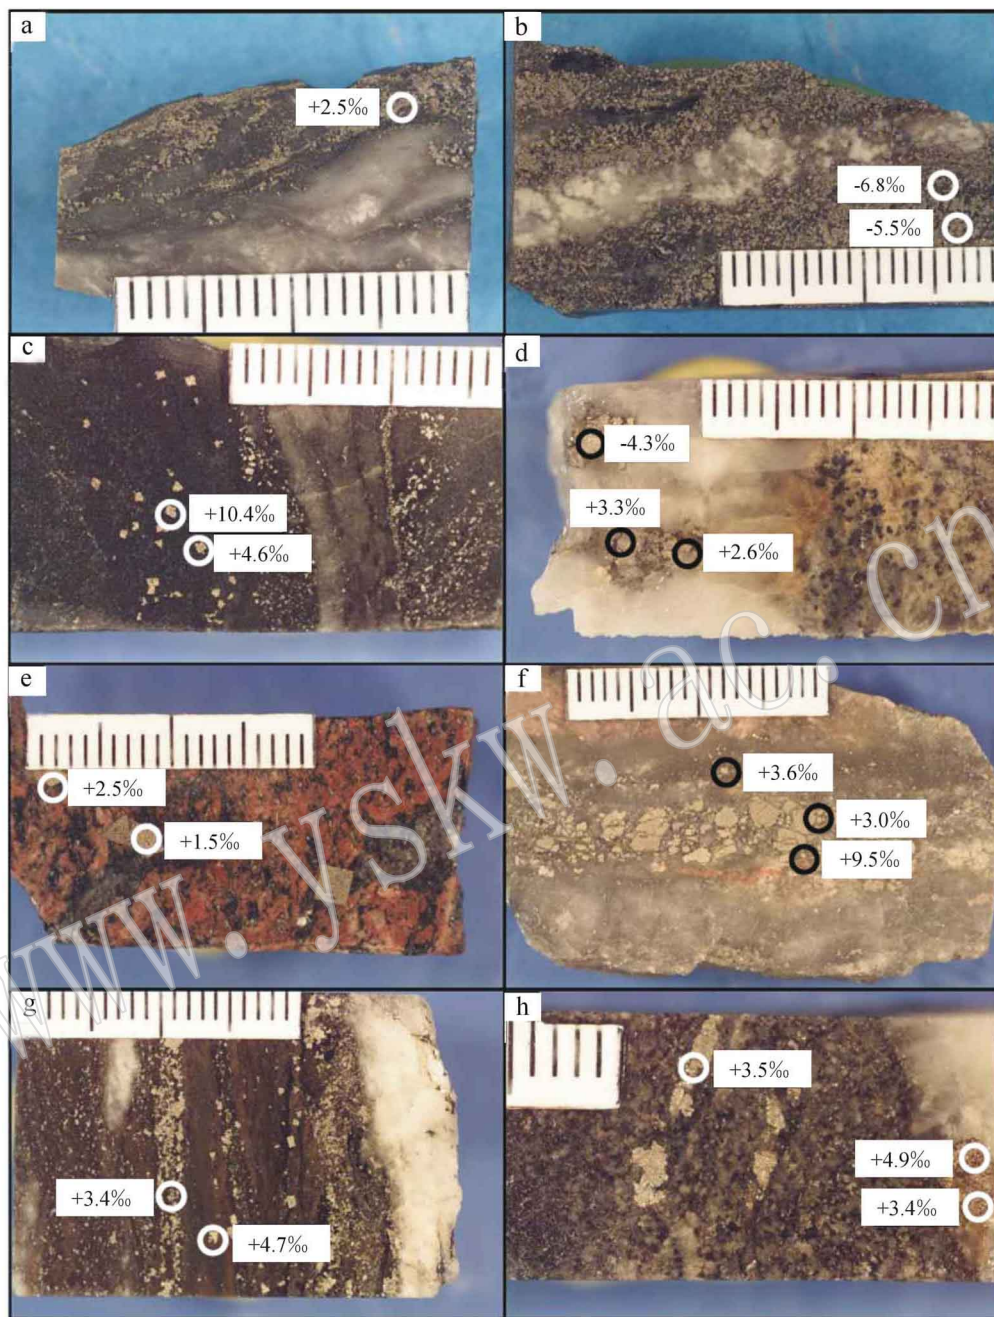 a
+2.5‰
b
-6.8‰
-5.5‰
c
+10.4‰
+4.6‰
d
-4.3‰
+3.3‰
+2.6‰
e
+2.5‰
+1.5‰
f
+3.6‰
+3.0‰
+9.5‰
g
+3.4‰
+4.7‰
h
+3.5‰
+4.9‰
+3.4‰
www.yskw.ac.cn